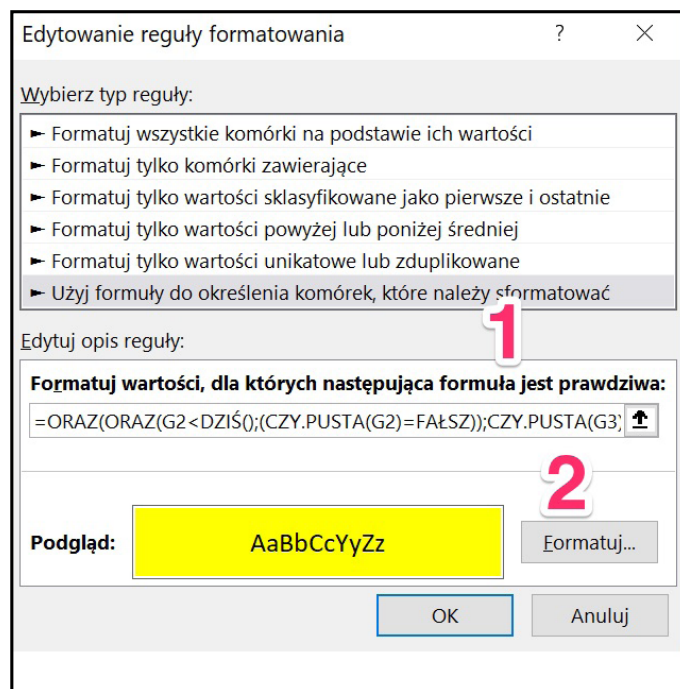 Edytowanie reguły formatowania ? ×
Wybierz typ reguły:
► Formatuj wszystkie komórki na podstawie ich wartości
► Formatuj tylko komórki zawierające
► Formatuj tylko wartości sklasyfikowane jako pierwsze i ostatnie
► Formatuj tylko wartości powyżej lub poniżej średniej
► Formatuj tylko wartości unikatowe lub zduplikowane
► Użyj formuły do określenia komórek, które należy sformatować
1
Edytuj opis reguły:
Formatuj wartości, dla których następująca formuła jest prawdziwa:
=ORAZ(ORAZ(G2<DZIŚ();(CZY.PUSTA(G2)=FAŁSZ));CZY.PUSTA(G3)
2
Podgląd: AaBbCcYyZz Formatuj...
OK Anuluj